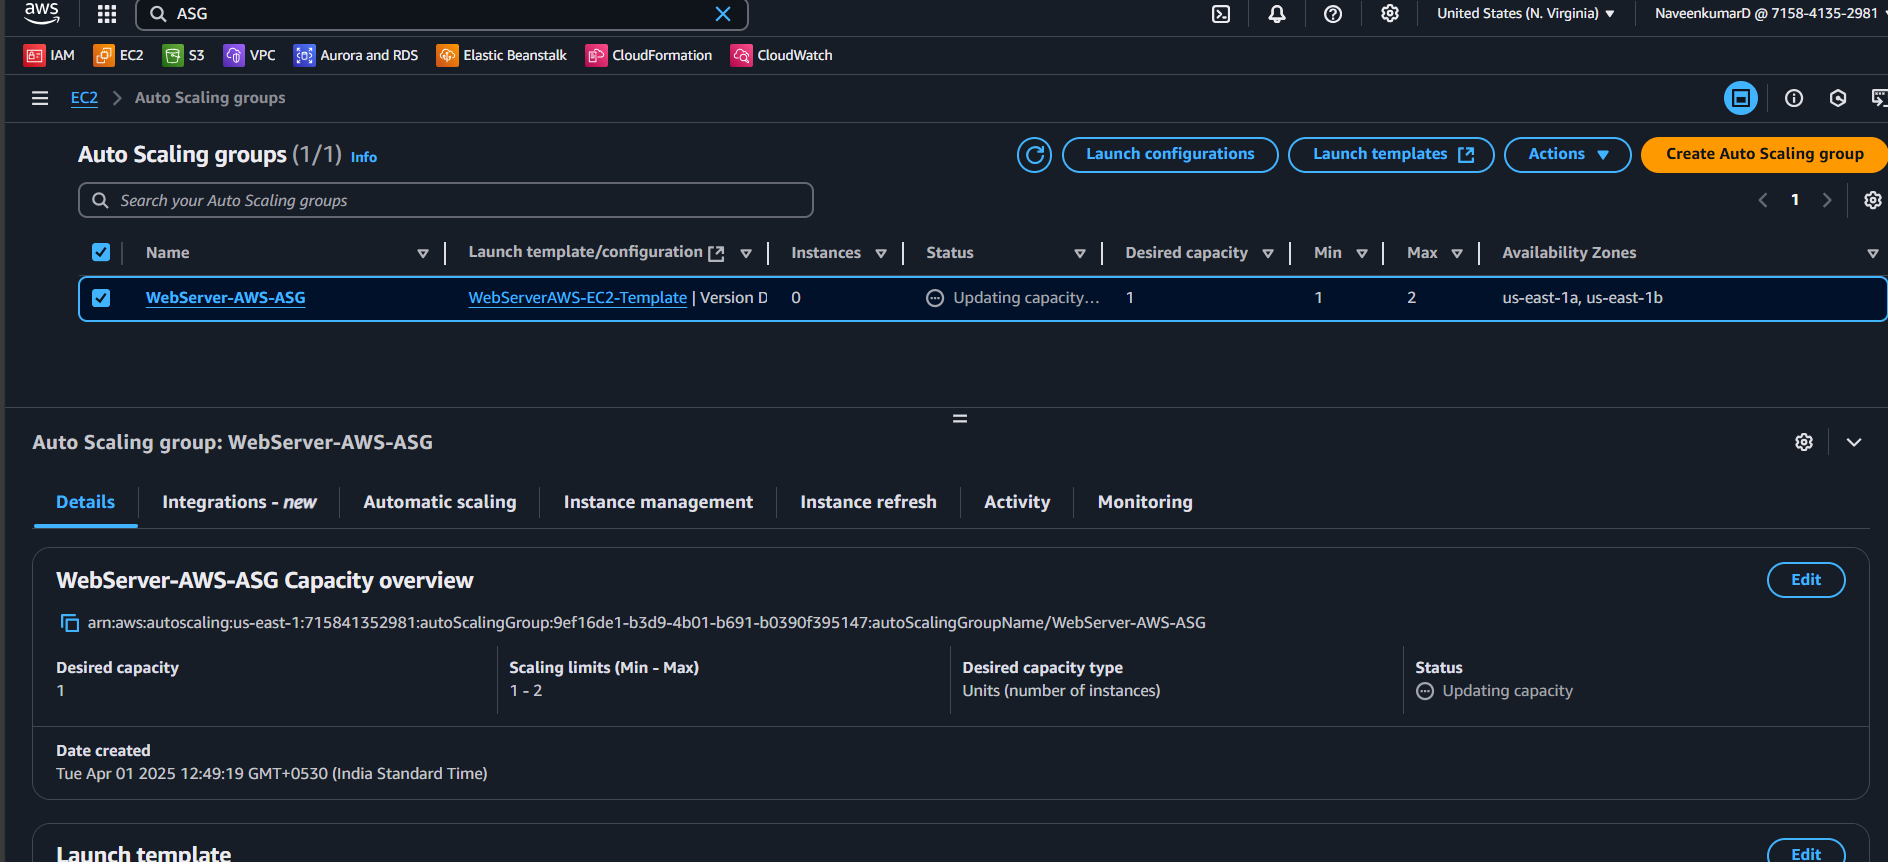 aws
ASG
United States (N. Virginia)
NaveenkumarD @ 7158-4135-2981
IAM
EC2
S3
VPC
Aurora and RDS
Elastic Beanstalk
CloudFormation
CloudWatch
EC2
Auto Scaling groups
Auto Scaling groups (1/1) Info
Launch configurations
Launch templates
Actions
Create Auto Scaling group
Search your Auto Scaling groups
1
Name
Launch template/configuration
Instances
Status
Desired capacity
Min
Max
Availability Zones
WebServer-AWS-ASG
WebServerAWS-EC2-Template | Version D
0
Updating capacity...
1
1
2
us-east-1a, us-east-1b
Auto Scaling group: WebServer-AWS-ASG
Details
Integrations - new
Automatic scaling
Instance management
Instance refresh
Activity
Monitoring
WebServer-AWS-ASG Capacity overview
Edit
arn:aws:autoscaling:us-east-1:715841352981:autoScalingGroup:9ef16de1-b3d9-4b01-b691-b0390f395147:autoScalingGroupName/WebServer-AWS-ASG
Desired capacity
1
Scaling limits (Min - Max)
1 - 2
Desired capacity type
Units (number of instances)
Status
Updating capacity
Date created
Tue Apr 01 2025 12:49:19 GMT+0530 (India Standard Time)
Launch template
Edit